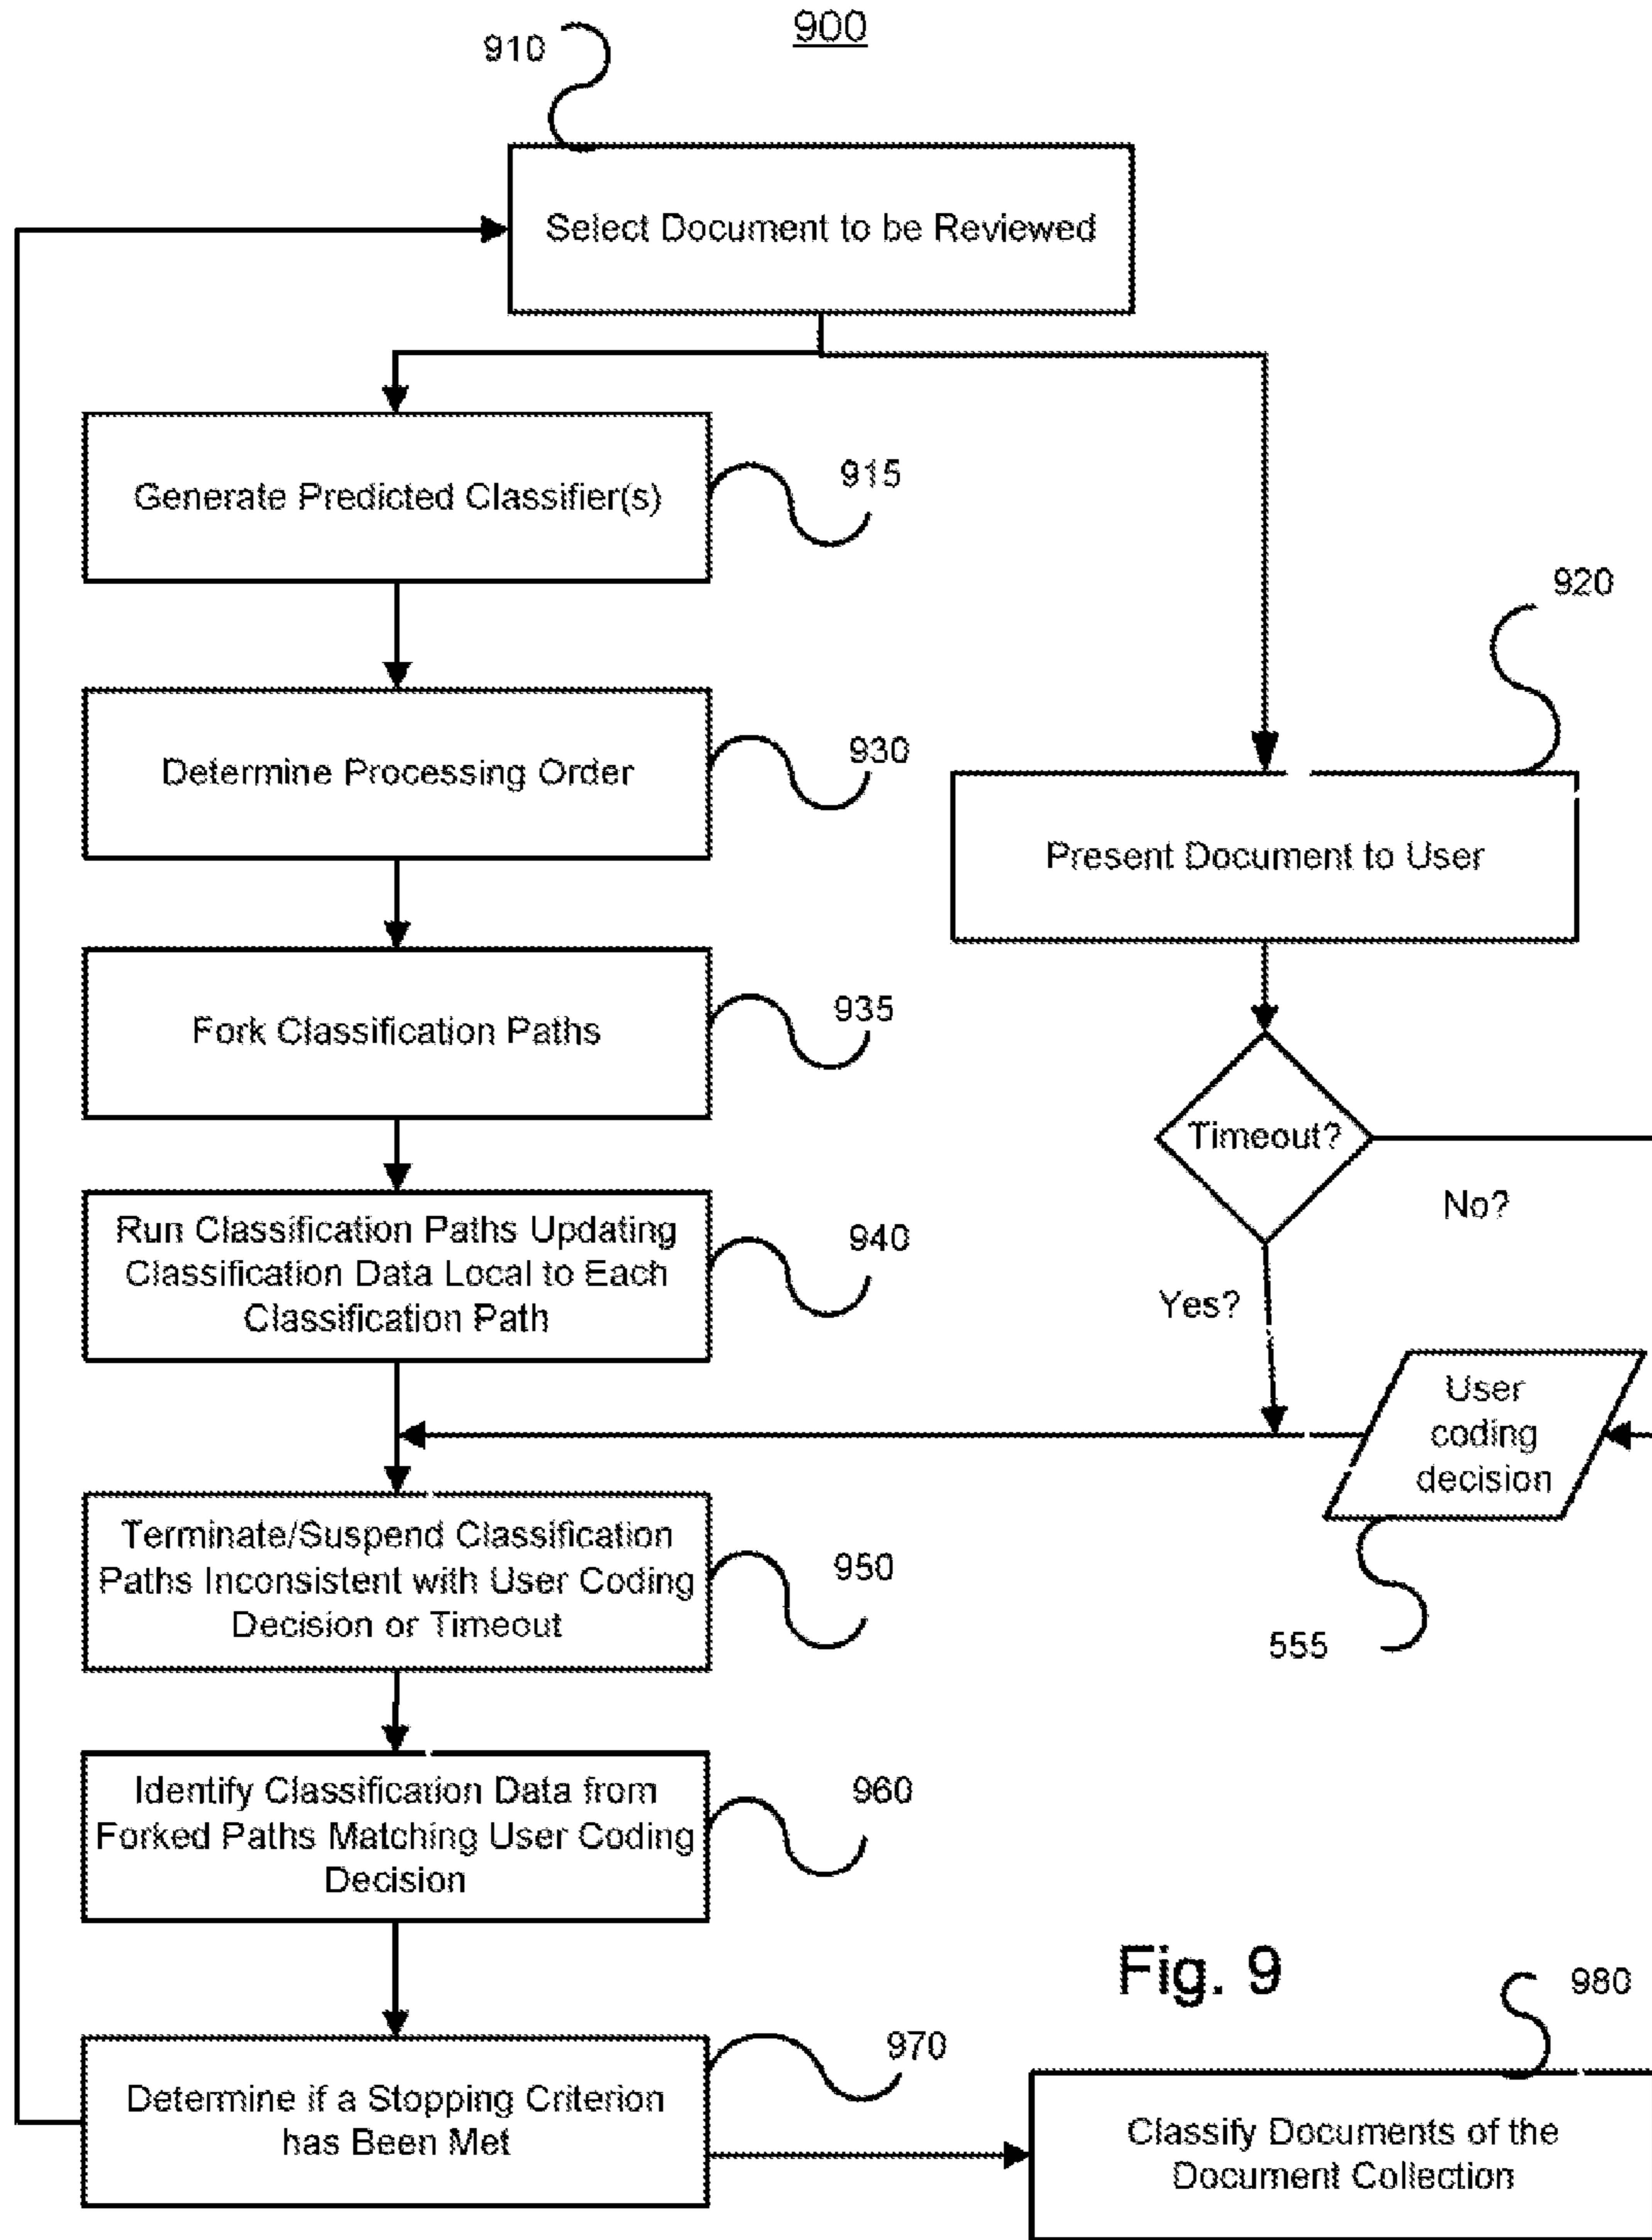 900
910
Select Document to be Reviewed
Generate Predicted Classifier(s)
915
920
Determine Processing Order
930
Present Document to User
Fork Classification Paths
935
Timeout?
No?
Run Classification Paths Updating
Classification Data Local to Each
Classification Path
940
Yes?
User
coding
decision
555
Terminate/Suspend Classification
Paths Inconsistent with User Coding
Decision or Timeout
950
Identify Classification Data from
Forked Paths Matching User Coding
Decision
960
Fig. 9
980
Determine if a Stopping Criterion
has Been Met
970
Classify Documents of the
Document Collection